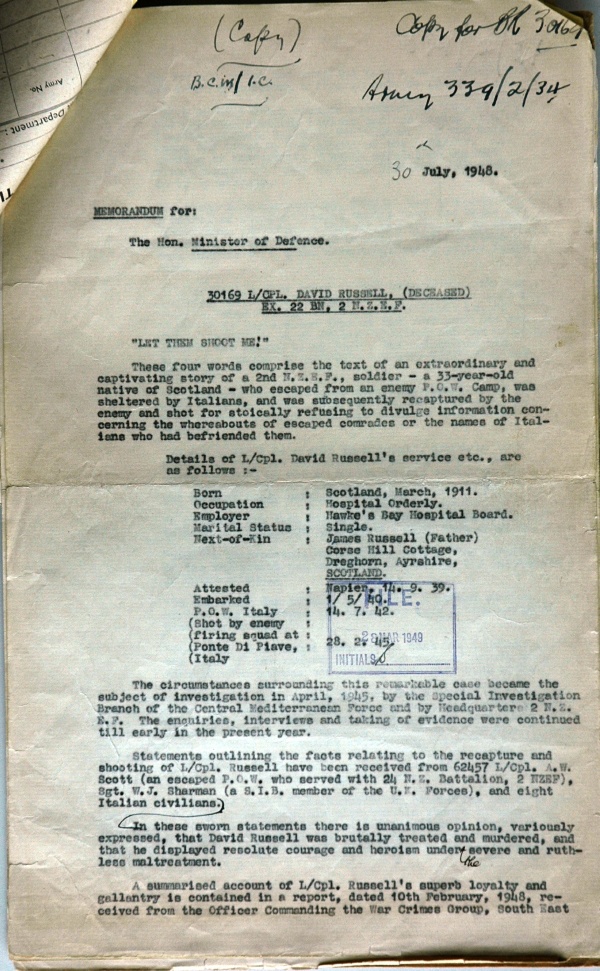 (Copy)
Copy for BR 30169
B.C.M/I.C.
Army 339/2/34
Army No.
Department:
30 July, 1948.
MEMORANDUM for:
The Hon. Minister of Defence.
30169 L/CPL. DAVID RUSSELL, (DECEASED)
EX. 22 BN, 2 N.Z.E.F.
"LET THEM SHOOT ME!"
These four words comprise the text of an extraordinary and
captivating story of a 2nd N.Z.E.F., soldier - a 33-year-old
native of Scotland - who escaped from an enemy P.O.W. Camp, was
sheltered by Italians, and was subsequently recaptured by the
enemy and shot for stoically refusing to divulge information con-
cerning the whereabouts of escaped comrades or the names of Ital-
ians who had befriended them.
Details of L/Cpl. David Russell's service etc., are
as follows :-
Born : Scotland, March, 1911.
Occupation : Hospital Orderly.
Employer : Hawke's Bay Hospital Board.
Marital Status : Single.
Next-of-Kin : James Russell (Father)
Corse Hill Cottage,
Dreghorn, Ayrshire,
SCOTLAND.
Attested : Napier, 14. 9. 39.
Embarked : 1/ 5/ 40.
P.O.W. Italy : 14. 7. 42.
(Shot by enemy :
(firing squad at :
(Ponte Di Piave, : 28. 2. 45.
(Italy
FILE.
MAR 1949
INITIALS
The circumstances surrounding this remarkable case became the
subject of investigation in April, 1945, by the Special Investigation
Branch of the Central Mediterranean Force and by Headquarters 2 N.Z.
E.F. The enquiries, interviews and taking of evidence were continued
till early in the present year.
Statements outlining the facts relating to the recapture and
shooting of L/Cpl. Russell have been received from 62457 L/Cpl. A.W.
Scott (an escaped P.O.W. who served with 24 N.Z. Battalion, 2 NZEF),
Sgt. W.J. Sharman (a S.I.B. member of the U.K. Forces), and eight
Italian civilians.
In these sworn statements there is unanimous opinion, variously
expressed, that David Russell was brutally treated and murdered, and
that he displayed resolute courage and heroism under the severe and ruth-
less maltreatment.
A summarised account of L/Cpl. Russell's superb loyalty and
gallantry is contained in a report, dated 10th February, 1948, re-
ceived from the Officer Commanding the War Crimes Group, South East